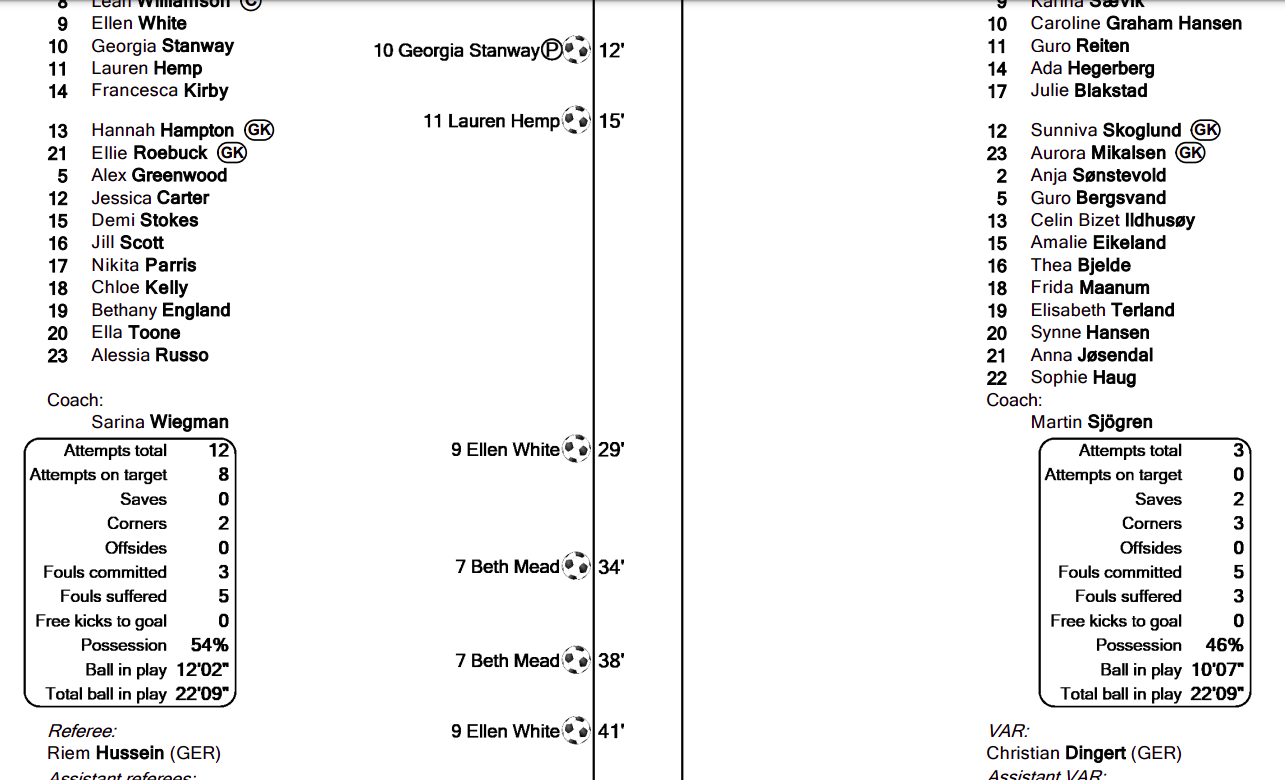 8 Leah Williamson C
9 Ellen White
10 Georgia Stanway
11 Lauren Hemp
14 Francesca Kirby
13 Hannah Hampton GK
21 Ellie Roebuck GK
5 Alex Greenwood
12 Jessica Carter
15 Demi Stokes
16 Jill Scott
17 Nikita Parris
18 Chloe Kelly
19 Bethany England
20 Ella Toone
23 Alessia Russo
Coach:
Sarina Wiegman
Attempts total 12
Attempts on target 8
Saves 0
Corners 2
Offsides 0
Fouls committed 3
Fouls suffered 5
Free kicks to goal 0
Possession 54%
Ball in play 12'02"
Total ball in play 22'09"
Referee:
Riem Hussein (GER)
Assistant referees:
10 Georgia Stanway P 12'
11 Lauren Hemp 15'
9 Ellen White 29'
7 Beth Mead 34'
7 Beth Mead 38'
9 Ellen White 41'
9 Karina Sævik
10 Caroline Graham Hansen
11 Guro Reiten
14 Ada Hegerberg
17 Julie Blakstad
12 Sunniva Skoglund GK
23 Aurora Mikalsen GK
2 Anja Sønstevold
5 Guro Bergsvand
13 Celin Bizet Ildhusøy
15 Amalie Eikeland
16 Thea Bjelde
18 Frida Maanum
19 Elisabeth Terland
20 Synne Hansen
21 Anna Jøsendal
22 Sophie Haug
Coach:
Martin Sjögren
Attempts total 3
Attempts on target 0
Saves 2
Corners 3
Offsides 0
Fouls committed 5
Fouls suffered 3
Free kicks to goal 0
Possession 46%
Ball in play 10'07"
Total ball in play 22'09"
VAR:
Christian Dingert (GER)
Assistant VAR: